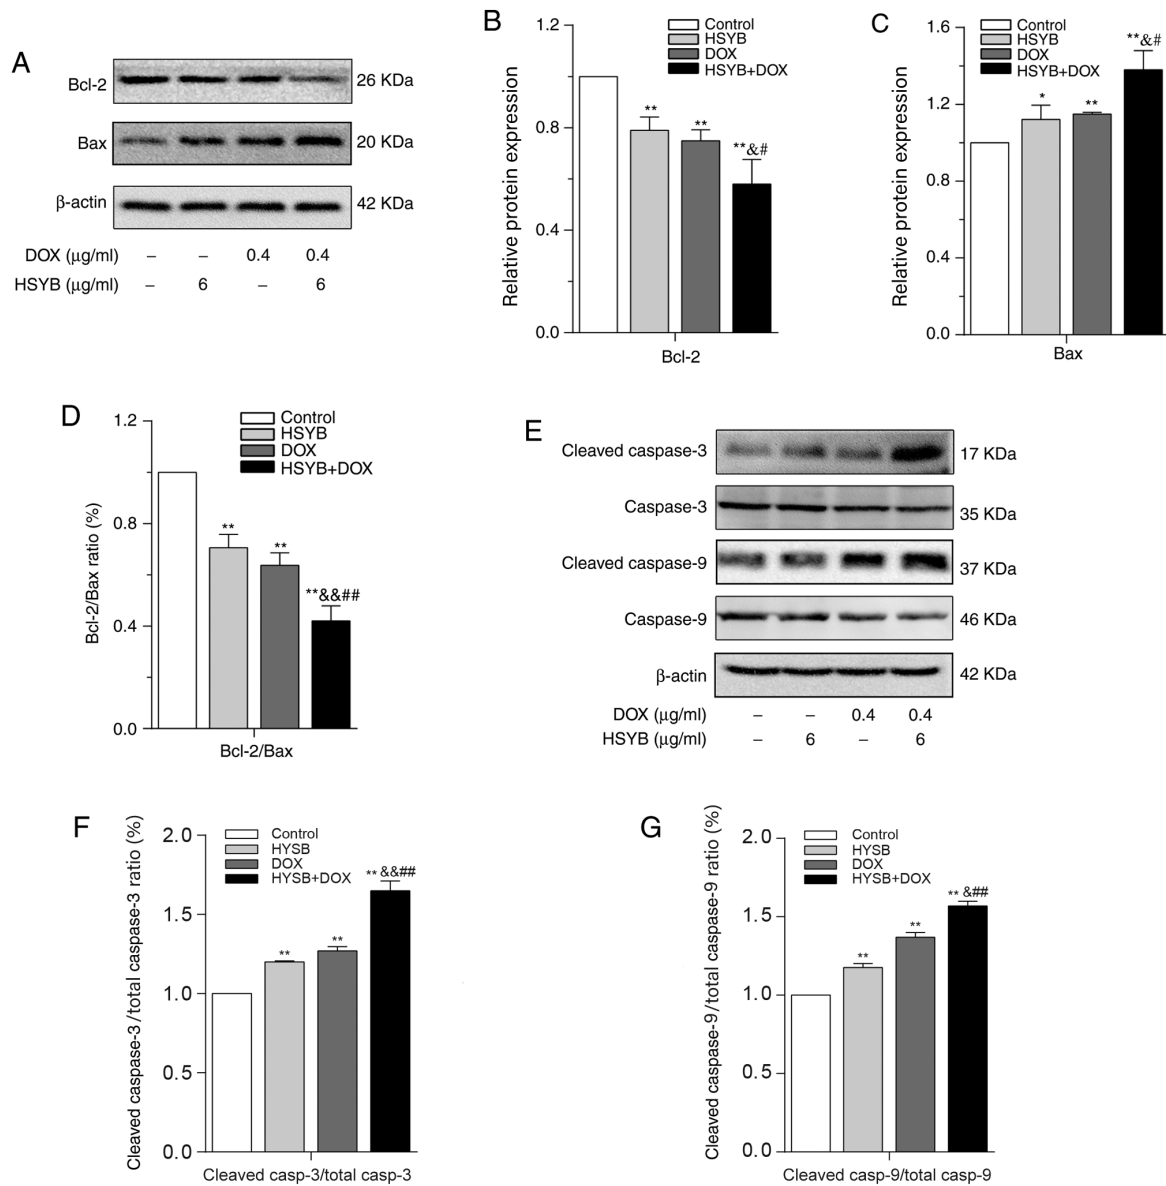 A
Bcl-2
26 KDa
Bax
20 KDa
β-actin
42 KDa
DOX (μg/ml) – – 0.4 0.4
HSYB (μg/ml) – 6 – 6
B
Relative protein expression
1.2
0.8
0.4
0.0
Control
HSYB
DOX
HSYB+DOX
**
**
**&#
Bcl-2
C
Relative protein expression
1.6
1.2
0.8
0.4
0.0
Control
HSYB
DOX
HSYB+DOX
*
**
**&#
Bax
D
Bcl-2/Bax ratio (%)
1.2
0.8
0.4
0.0
Control
HSYB
DOX
HSYB+DOX
**
**
**&&##
Bcl-2/Bax
E
Cleaved caspase-3
17 KDa
Caspase-3
35 KDa
Cleaved caspase-9
37 KDa
Caspase-9
46 KDa
β-actin
42 KDa
DOX (μg/ml) – – 0.4 0.4
HSYB (μg/ml) – 6 – 6
F
Cleaved caspase-3/total caspase-3 ratio (%)
2.0
1.5
1.0
0.5
0.0
Control
HYSB
DOX
HYSB+DOX
**
**
** &&##
Cleaved casp-3/total casp-3
G
Cleaved caspase-9/total caspase-9 ratio (%)
2.0
1.5
1.0
0.5
0.0
Control
HYSB
DOX
HYSB+DOX
**
**
** &##
Cleaved casp-9/total casp-9